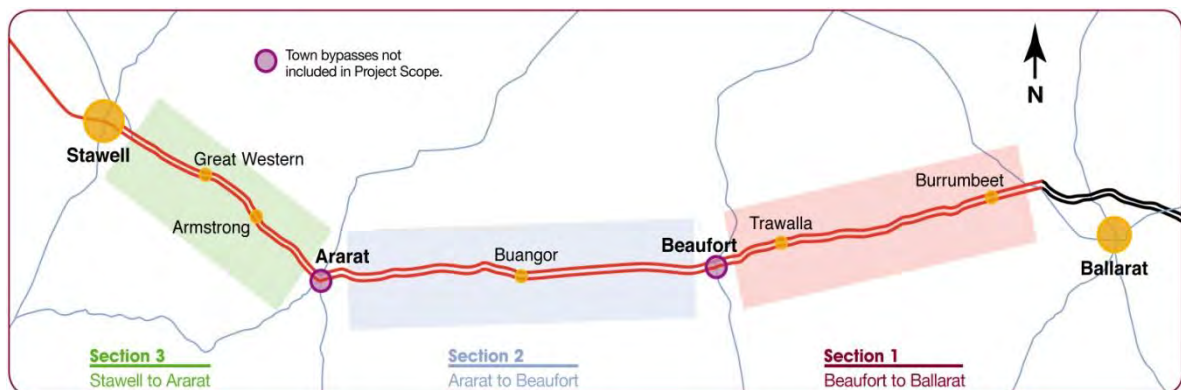 Town bypasses not
included in Project Scope.
N
Stawell
Great Western
Armstrong
Ararat
Buangor
Beaufort
Trawalla
Burrumbeet
Ballarat
Section 3
Stawell to Ararat
Section 2
Ararat to Beaufort
Section 1
Beaufort to Ballarat